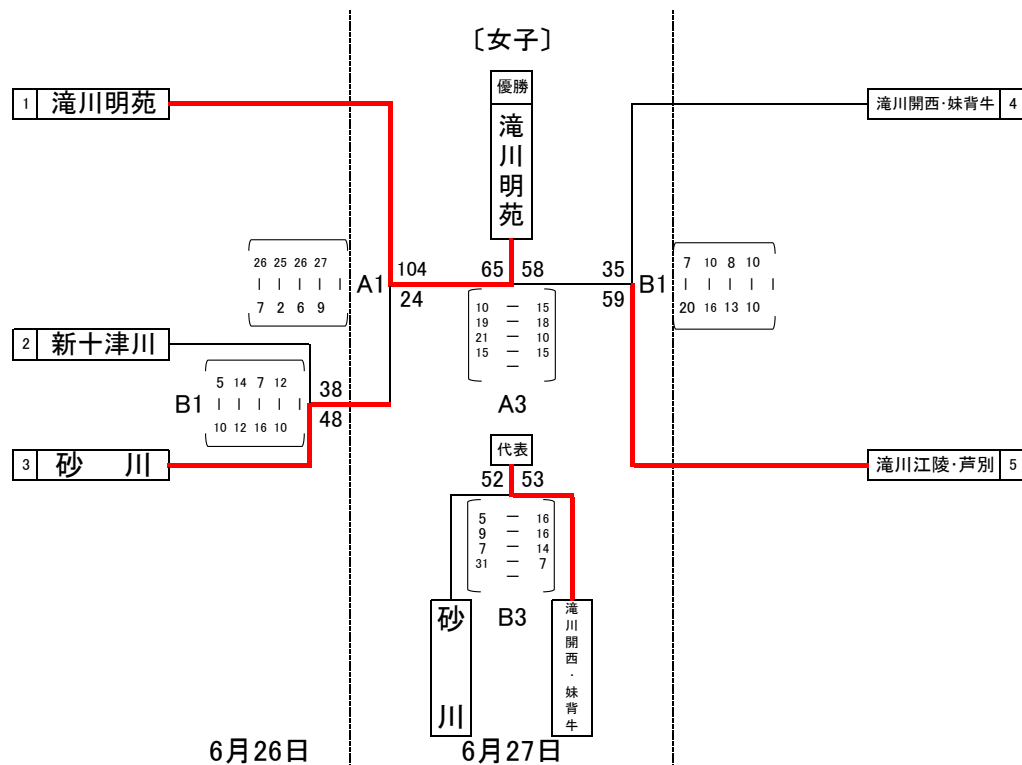 〔女子〕
優勝
滝川明苑
1 滝川明苑
滝川開西・妹背牛 4
26 25 26 27
| | | | |
7 2 6 9
A1
104
24
65 58
35
59
B1
7 10 8 10
| | | | |
20 16 13 10
10 ― 15
19 ― 18
21 ― 10
15 ― 15
―
A3
2 新十津川
5 14 7 12
| | | | |
10 12 16 10
B1
38
48
3 砂 川
滝川江陵・芦別 5
代表
52 53
5 ― 16
9 ― 16
7 ― 14
31 ― 7
―
B3
砂 川
滝川開西・妹背牛
6月26日
6月27日